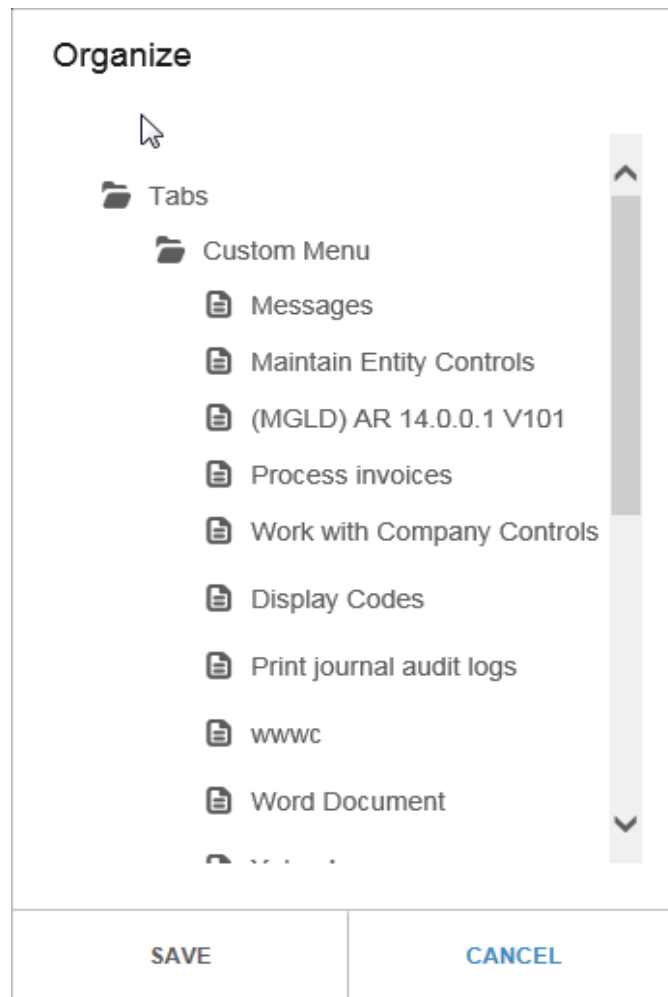 Organize
Tabs
Custom Menu
Messages
Maintain Entity Controls
(MGLD) AR 14.0.0.1 V101
Process invoices
Work with Company Controls
Display Codes
Print journal audit logs
wwwc
Word Document
SAVE
CANCEL